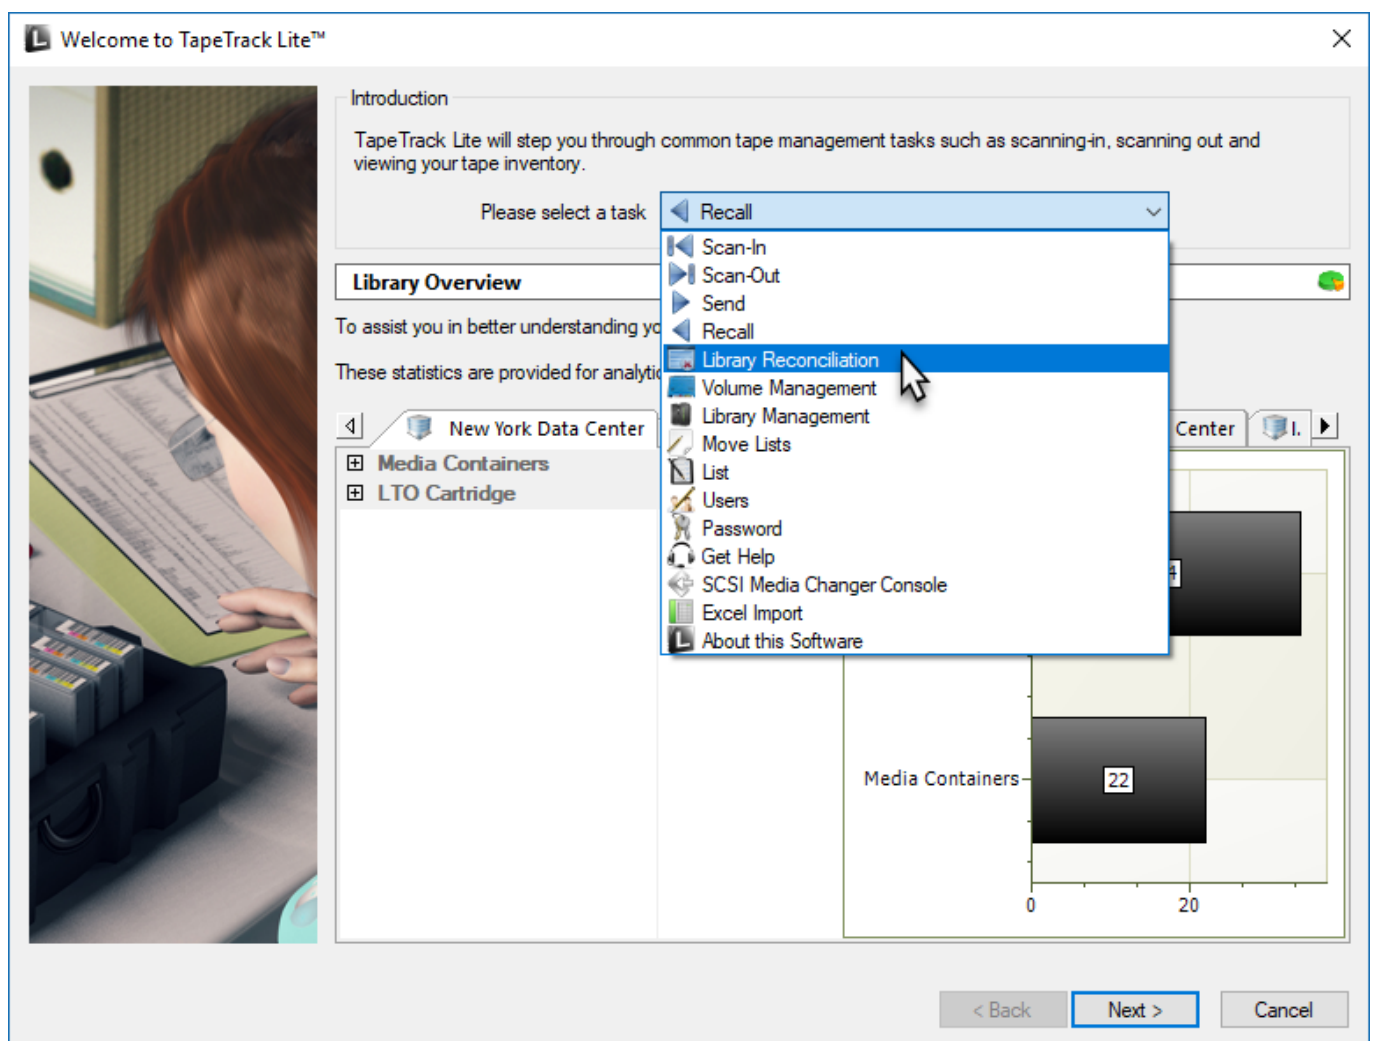 Welcome to TapeTrack Lite™
Introduction
TapeTrack Lite will step you through common tape management tasks such as scanning-in, scanning out and
viewing your tape inventory.
Please select a task
Recall
Scan-In
Scan-Out
Send
Recall
Library Reconciliation
Volume Management
Library Management
Move Lists
List
Users
Password
Get Help
SCSI Media Changer Console
Excel Import
About this Software
Library Overview
To assist you in better understanding
These statistics are provided for
New York Data Center
Center
I.
Media Containers
LTO Cartridge
4
Media Containers
22
0
20
< Back
Next >
Cancel